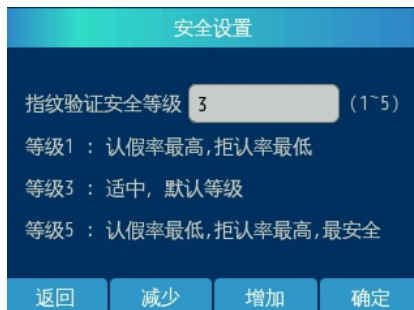 安全设置
指纹验证安全等级 3 (1~5)
等级1 : 认假率最高,拒认率最低
等级3 : 适中, 默认等级
等级5 : 认假率最低,拒认率最高,最安全
返回 减少 增加 确定